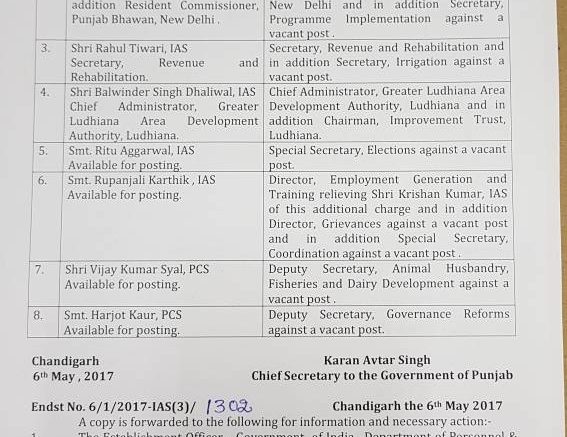 addition Resident Commissioner,
Punjab Bhawan, New Delhi .
New Delhi and in addition Secretary,
Programme Implementation against a
vacant post .
3.
Shri Rahul Tiwari, IAS
Secretary, Revenue and
Rehabilitation.
Secretary, Revenue and Rehabilitation and
in addition Secretary, Irrigation against a
vacant post.
4.
Shri Balwinder Singh Dhaliwal, IAS
Chief Administrator, Greater
Ludhiana Area Development
Authority, Ludhiana.
Chief Administrator, Greater Ludhiana Area
Development Authority, Ludhiana and in
addition Chairman, Improvement Trust,
Ludhiana.
5.
Smt. Ritu Aggarwal, IAS
Available for posting.
Special Secretary, Elections against a vacant
post.
6.
Smt. Rupanjali Karthik , IAS
Available for posting.
Director, Employment Generation and
Training relieving Shri Krishan Kumar, IAS
of this additional charge and in addition
Director, Grievances against a vacant post
and in addition Special Secretary,
Coordination against a vacant post .
7.
Shri Vijay Kumar Syal, PCS
Available for posting.
Deputy Secretary, Animal Husbandry,
Fisheries and Dairy Development against a
vacant post .
8.
Smt. Harjot Kaur, PCS
Available for posting.
Deputy Secretary, Governance Reforms
against a vacant post.
Chandigarh
6th May , 2017
Karan Avtar Singh
Chief Secretary to the Government of Punjab
Endst No. 6/1/2017-IAS(3)/ 1302 Chandigarh the 6th May 2017
A copy is forwarded to the following for information and necessary action:-
1. The Establishment Officer, Government of India, Department of Personnel &